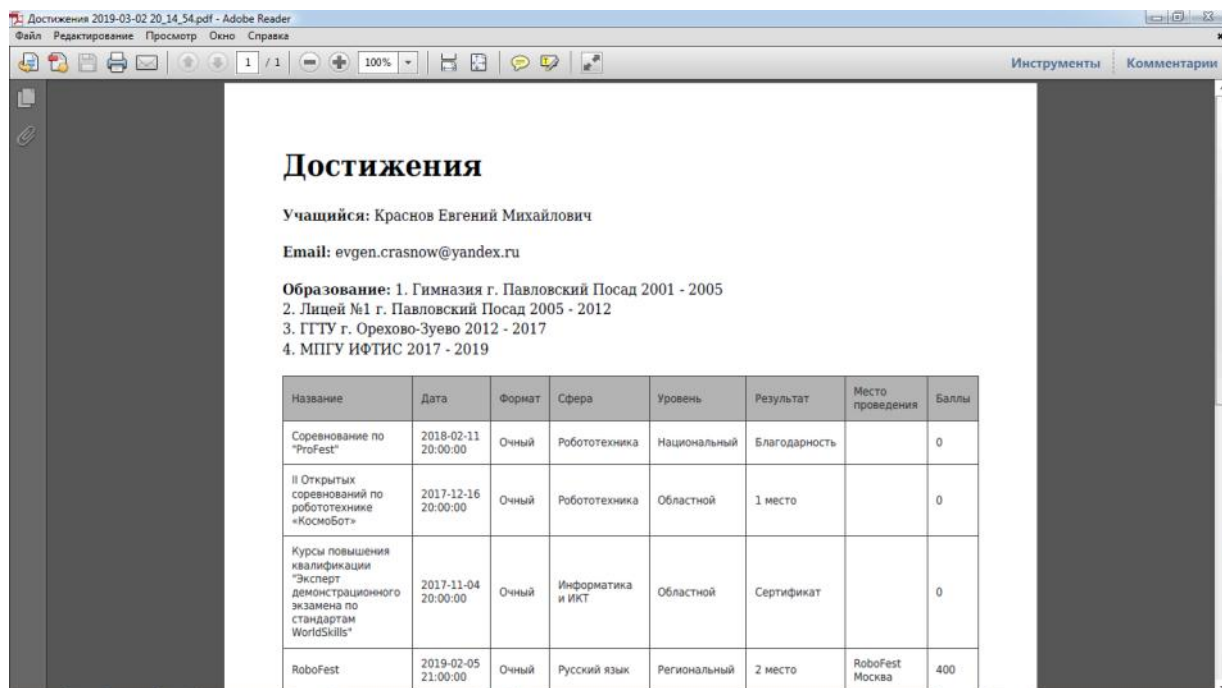 Достижения 2019-03-02 20_14_54.pdf - Adobe Reader
Файл Редактирование Просмотр Окно Справка
1 / 1 100% Инструменты Комментарии
Достижения
Учащийся: Краснов Евгений Михайлович
Email: evgen.crasnow@yandex.ru
Образование: 1. Гимназия г. Павловский Посад 2001 - 2005
2. Лицей №1 г. Павловский Посад 2005 - 2012
3. ГГТУ г. Орехово-Зуево 2012 - 2017
4. МПГУ ИФТИС 2017 - 2019
Название Дата Формат Сфера Уровень Результат Место проведения Баллы
Соревнование по "ProFest" 2018-02-11 20:00:00 Очный Робототехника Национальный Благодарность 0
II Открытых соревнований по робототехнике «КосмоБот» 2017-12-16 20:00:00 Очный Робототехника Областной 1 место 0
Курсы повышения квалификации "Эксперт демонстрационного экзамена по стандартам WorldSkills" 2017-11-04 20:00:00 Очный Информатика и ИКТ Областной Сертификат 0
RoboFest 2019-02-05 21:00:00 Очный Русский язык Региональный 2 место RoboFest Москва 400